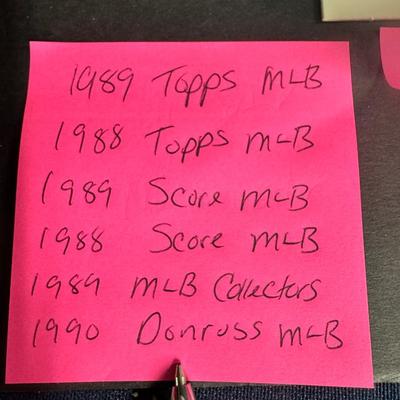 1989 Topps MLB
1988 Topps MLB
1989 Score MLB
1988 Score MLB
1989 MLB Collectors
1990 Donruss MLB